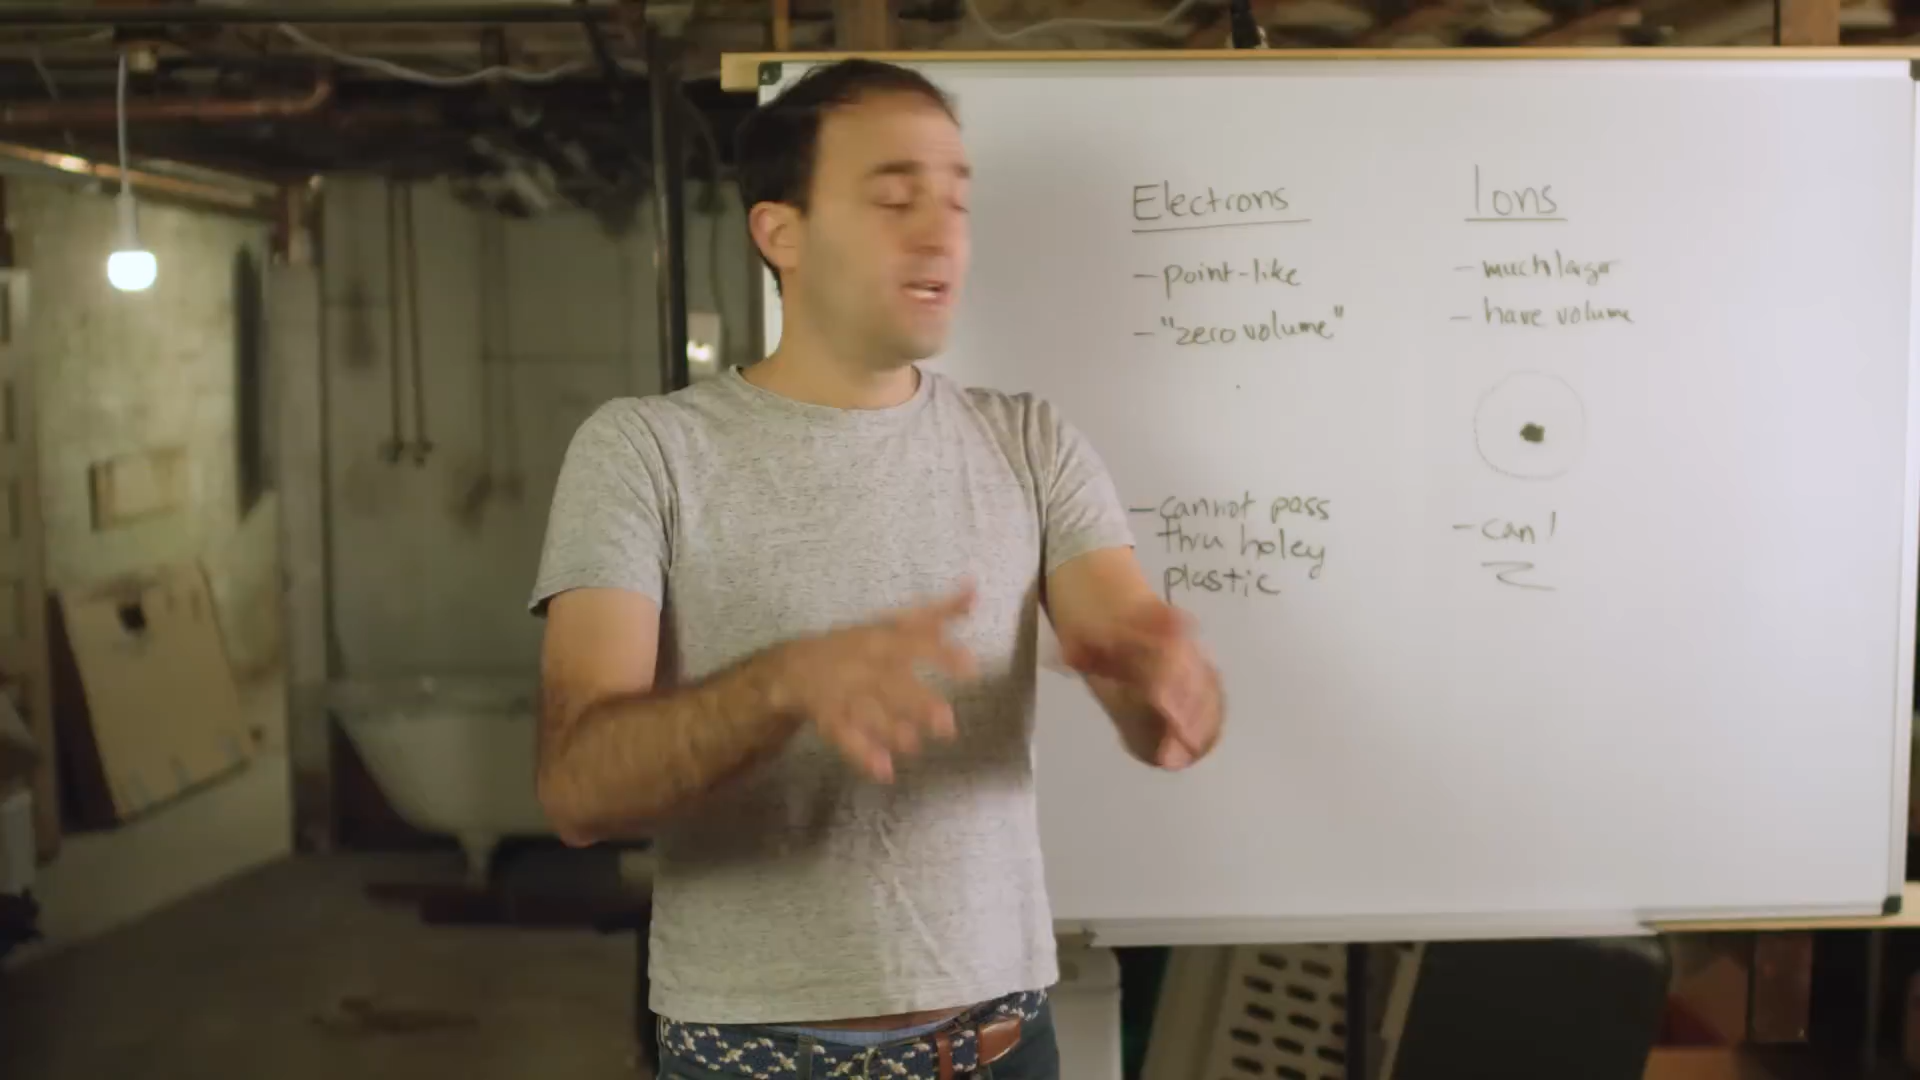 Electrons
- point-like
- "zero volume"
- cannot pass
thru holey
plastic
Ions
- much larger
- have volume
- can!